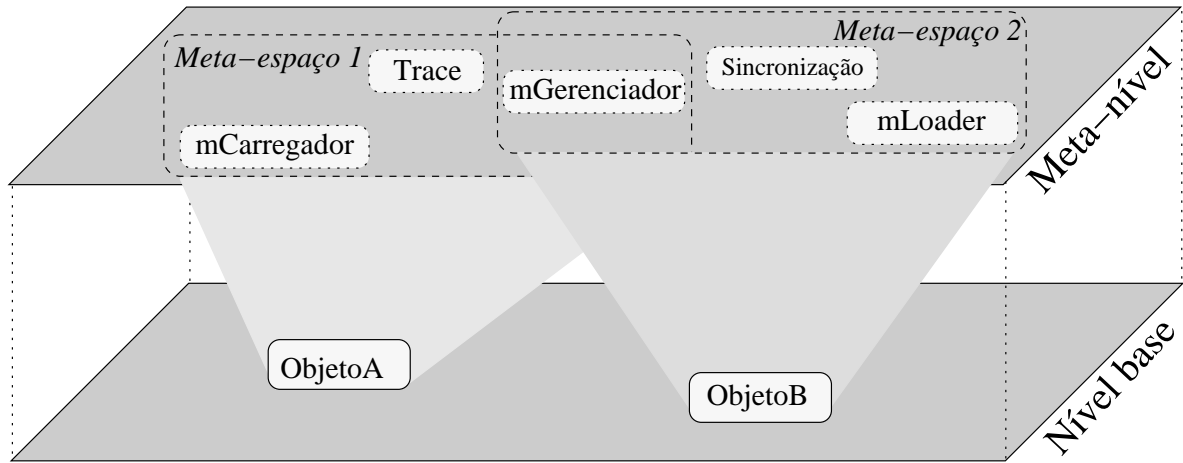 Meta−espaço 1
Meta−espaço 2
Trace
Sincronização
mGerenciador
mLoader
mCarregador
Meta−nível
ObjetoA
ObjetoB
Nível base